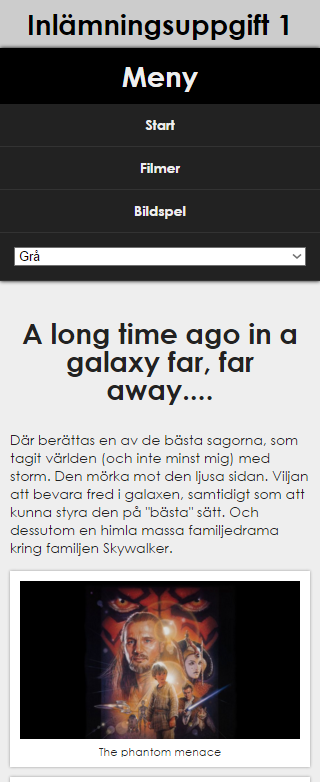 Inlämningsuppgift 1
Meny
Start
Filmer
Bildspel
Grå
A long time ago in a
galaxy far, far
away....
Där berättas en av de bästa sagorna, som
tagit världen (och inte minst mig) med
storm. Den mörka mot den ljusa sidan. Viljan
att bevara fred i galaxen, samtidigt som att
kunna styra den på "bästa" sätt. Och
dessutom en himla massa familjedrama
kring familjen Skywalker.
The phantom menace